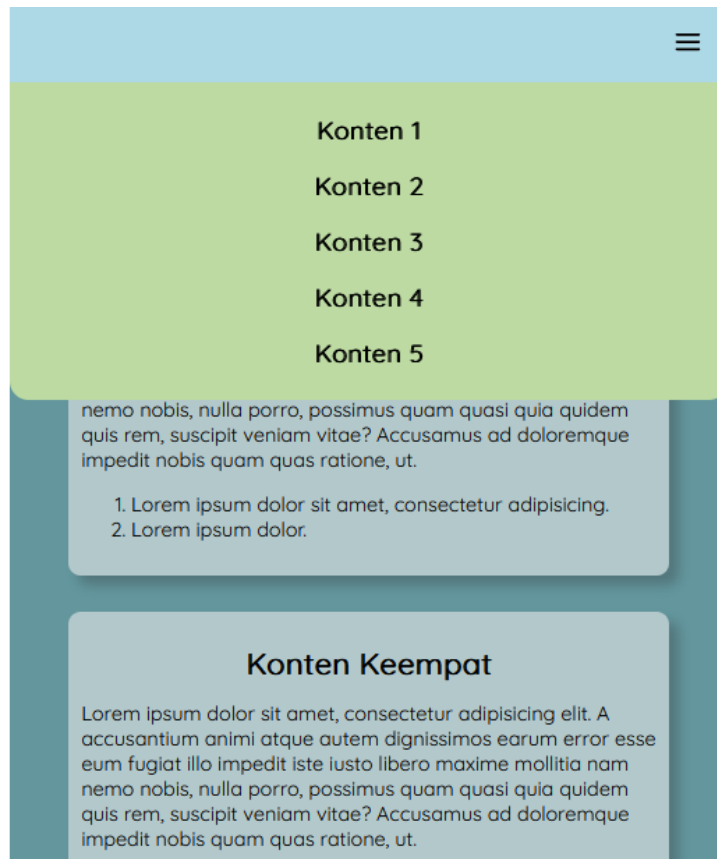 Konten 1
Konten 2
Konten 3
Konten 4
Konten 5
nemo nobis, nulla porro, possimus quam quasi quia quidem
quis rem, suscipit veniam vitae? Accusamus ad doloremque
impedit nobis quam quas ratione, ut.
1. Lorem ipsum dolor sit amet, consectetur adipisicing.
2. Lorem ipsum dolor.
Konten Keempat
Lorem ipsum dolor sit amet, consectetur adipisicing elit. A
accusantium animi atque autem dignissimos earum error esse
eum fugiat illo impedit iste iusto libero maxime mollitia nam
nemo nobis, nulla porro, possimus quam quasi quia quidem
quis rem, suscipit veniam vitae? Accusamus ad doloremque
impedit nobis quam quas ratione, ut.